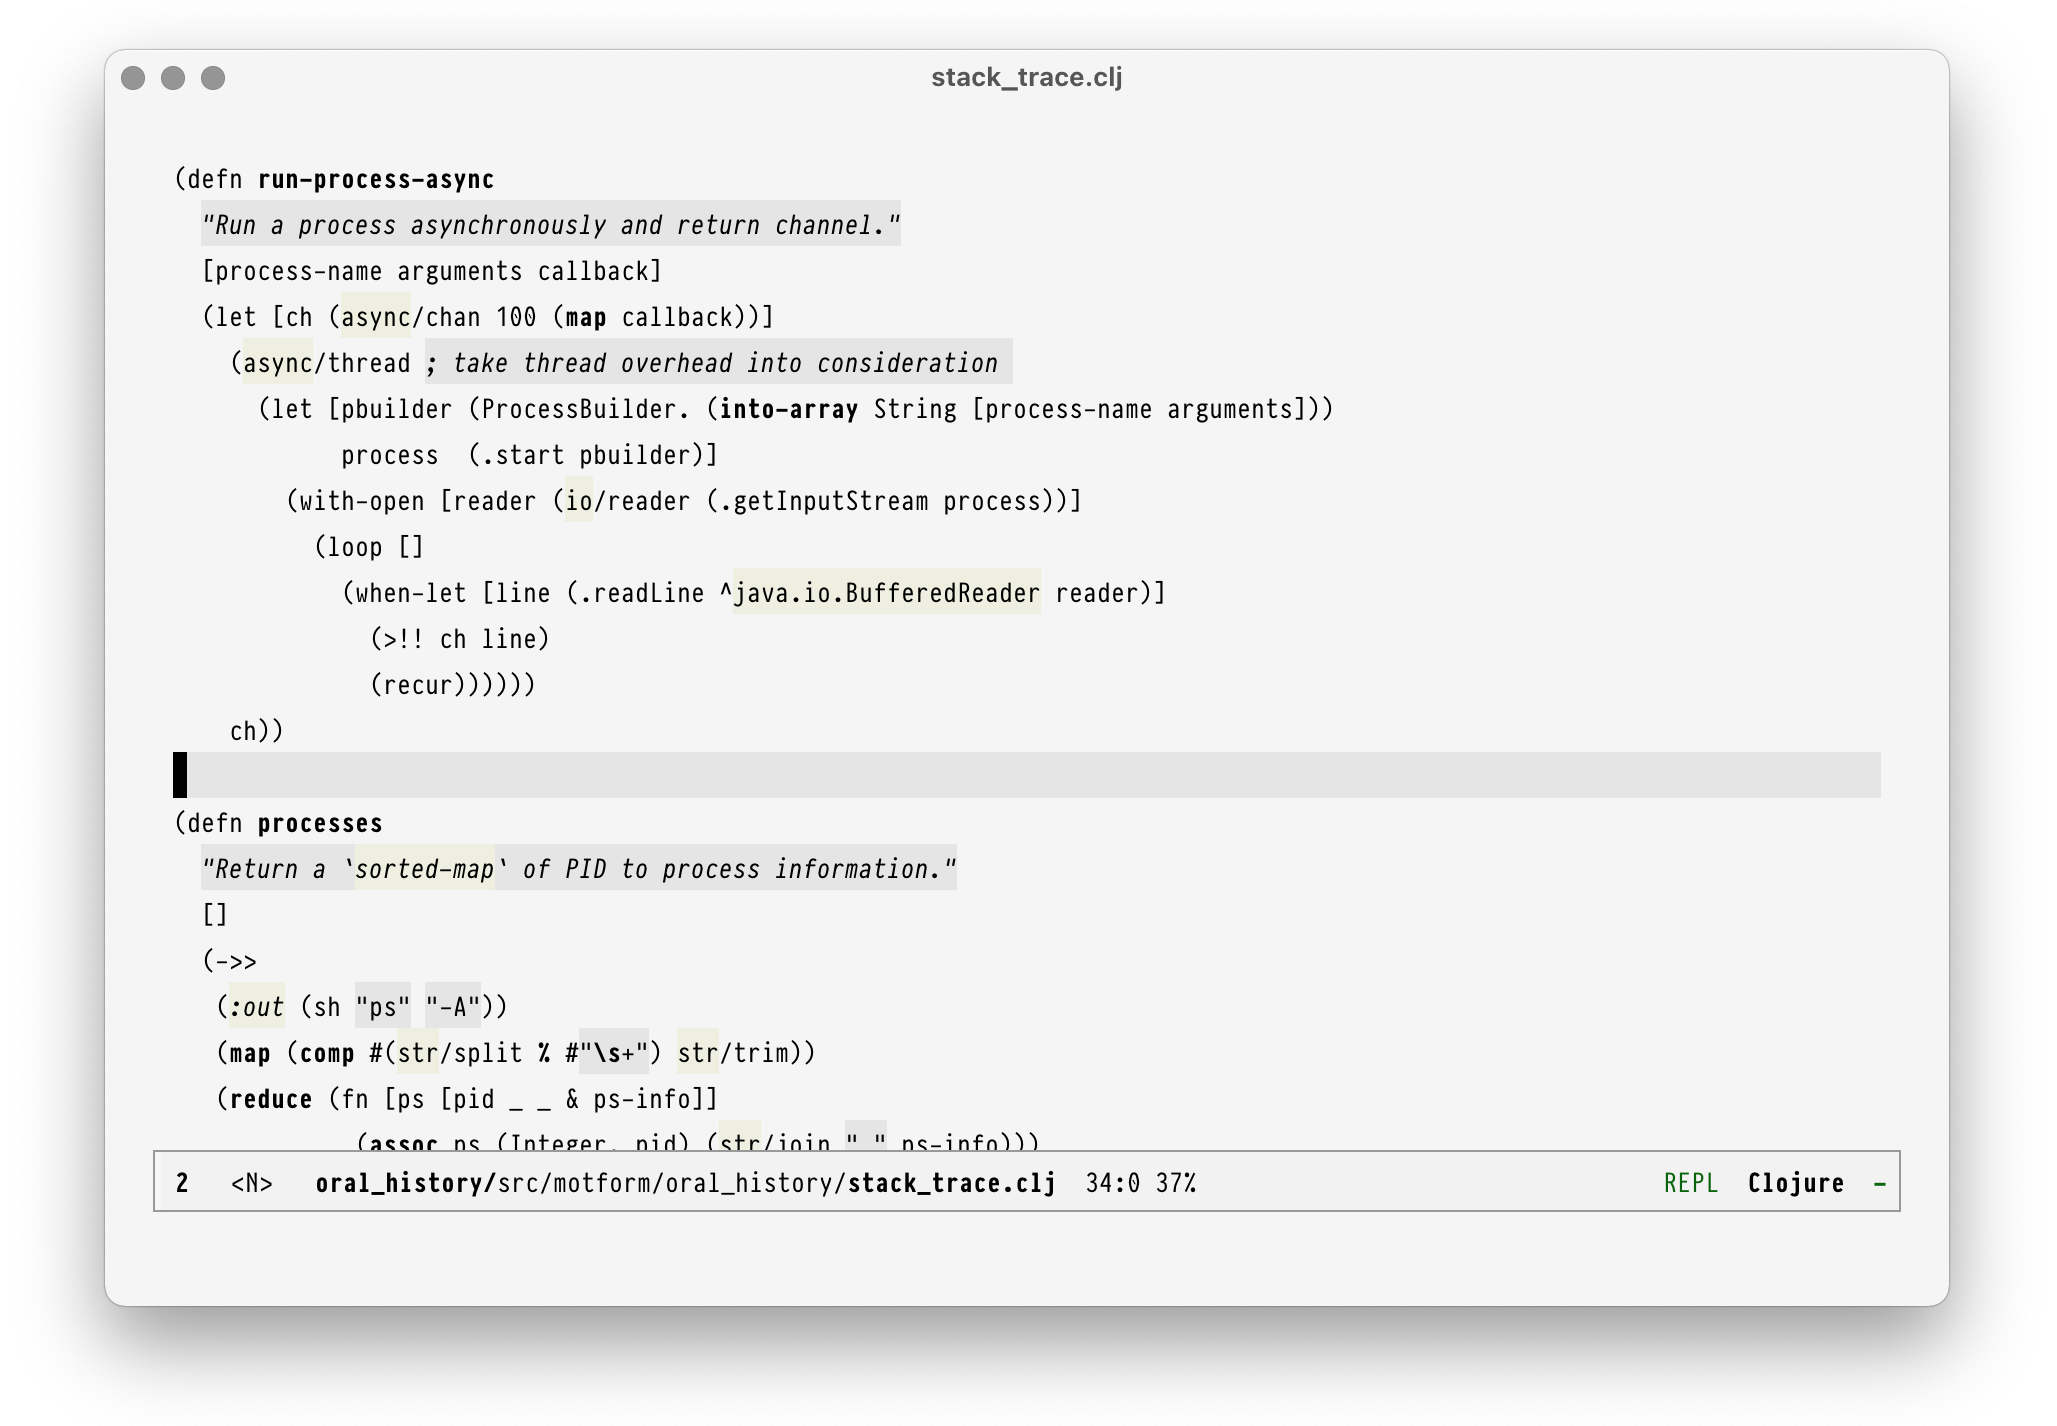 stack_trace.clj
(defn run-process-async
  "Run a process asynchronously and return channel."
  [process-name arguments callback]
  (let [ch (async/chan 100 (map callback))]
    (async/thread ; take thread overhead into consideration
      (let [pbuilder (ProcessBuilder. (into-array String [process-name arguments]))
            process  (.start pbuilder)]
        (with-open [reader (io/reader (.getInputStream process))]
          (loop []
            (when-let [line (.readLine ^java.io.BufferedReader reader)]
              (>!! ch line)
              (recur))))))
    ch))
(defn processes
  "Return a `sorted-map` of PID to process information."
  []
  (->>
   (:out (sh "ps" "-A"))
   (map (comp #(str/split % #"\s+") str/trim))
   (reduce (fn [ps [pid _ _ & ps-info]]
             (assoc ps (Integer. pid) (str/join " " ps-info)))
2   <N>   oral_history/src/motform/oral_history/stack_trace.clj  34:0 37%   REPL  Clojure  -